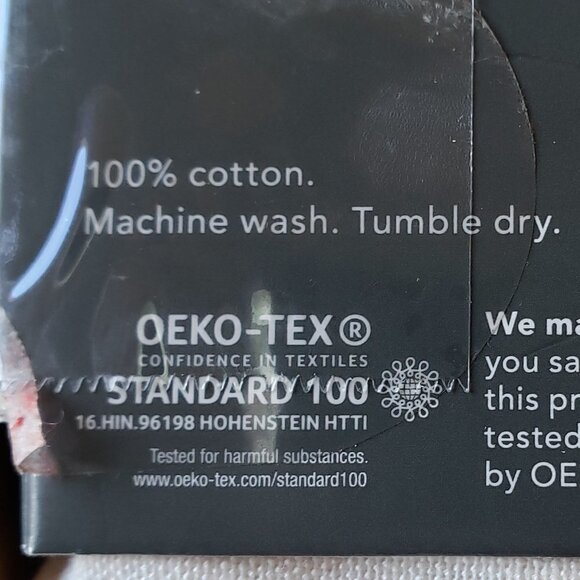 100% cotton.
Machine wash. Tumble dry.
OEKO-TEX®
CONFIDENCE IN TEXTILES
STANDARD 100
16.HIN.96198 HOHENSTEIN HTTI
Tested for harmful substances.
www.oeko-tex.com/standard100
We ma
you sa
this pr
tested
by OE